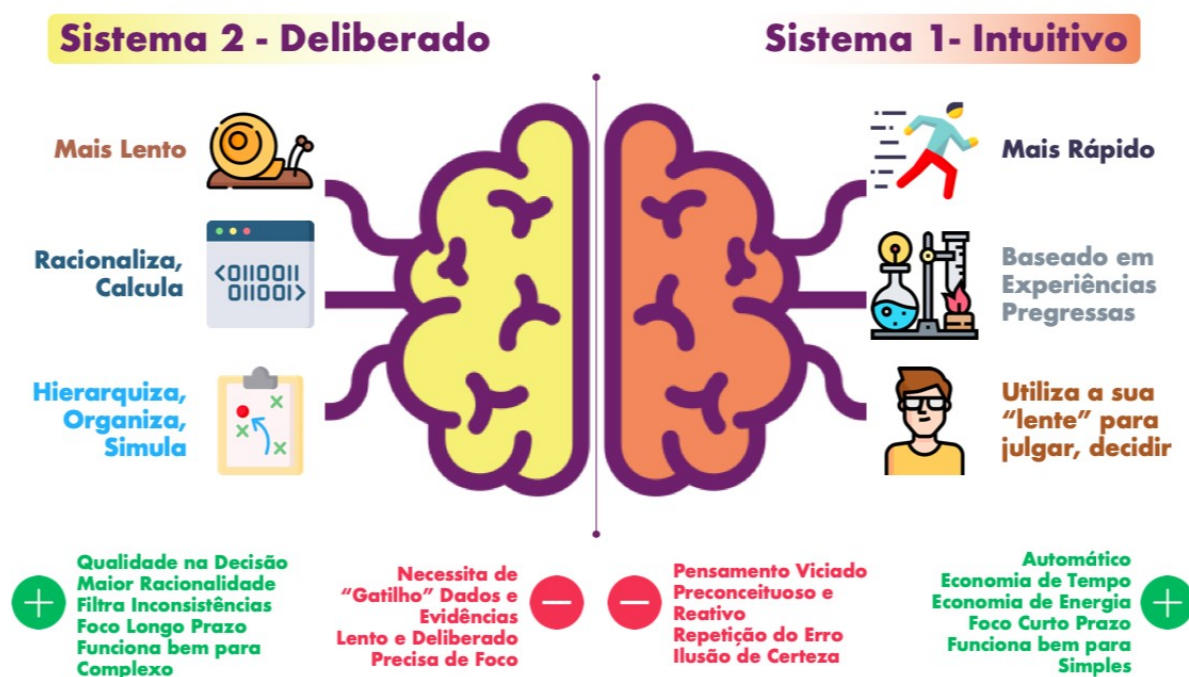 Sistema 2 - Deliberado
Mais Lento
Racionaliza,
Calcula
<0110011
011001>
Hierarquiza,
Organiza,
Simula
Sistema 1- Intuitivo
Mais Rápido
Baseado em
Experiências
Pregressas
Utiliza a sua
“lente” para
julgar, decidir
Qualidade na Decisão
Maior Racionalidade
Filtra Inconsistências
Foco Longo Prazo
Funciona bem para
Complexo
Necessita de
“Gatilho” Dados e
Evidências
Lento e Deliberado
Precisa de Foco
Pensamento Viciado
Preconceituoso e
Reativo
Repetição do Erro
Ilusão de Certeza
Automático
Economia de Tempo
Economia de Energia
Foco Curto Prazo
Funciona bem para
Simples